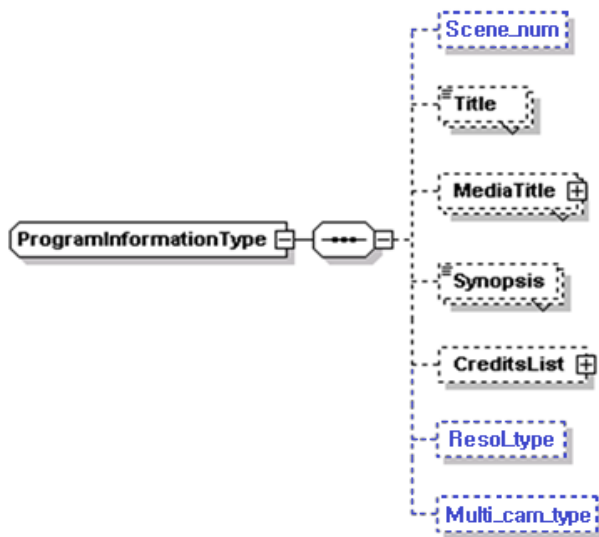 Scene_num
Title
MediaTitle
ProgramInformationType
Synopsis
CreditsList
Resol_type
Multi_cam_type